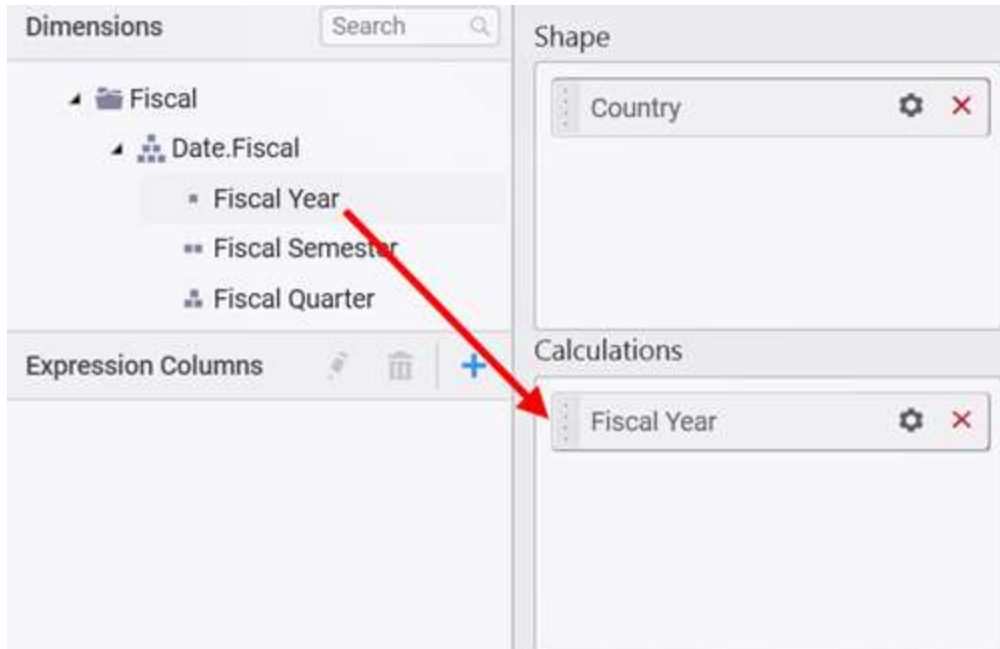 Dimensions
Search
Fiscal
Date.Fiscal
Fiscal Year
Fiscal Semester
Fiscal Quarter
Expression Columns
Shape
Country
Calculations
Fiscal Year